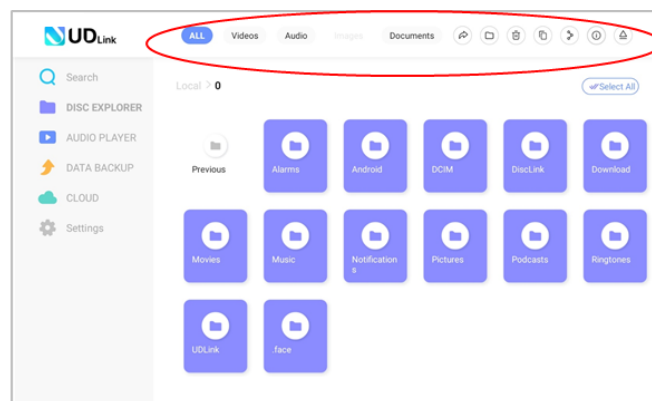 UDLink
ALL Videos Audio Images Documents
Search
DISC EXPLORER
AUDIO PLAYER
DATA BACKUP
CLOUD
Settings
Local > 0
Select All
Previous Alarms Android DCIM DiscLink Download
Movies Music Notification
s Pictures Podcasts Ringtones
UDLink .face